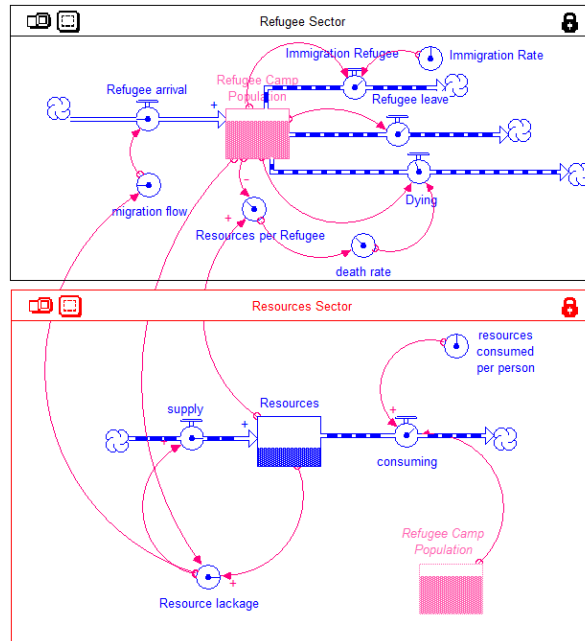 Refugee Sector
Immigration Refugee
Immigration Rate
Refugee arrival
Refugee Camp
Population
Refugee leave
+
Dying
migration flow
−
+
Resources per Refugee
death rate
Resources Sector
resources
consumed
per person
supply
Resources
+
+
+
consuming
Refugee Camp
Population
+
Resource lackage